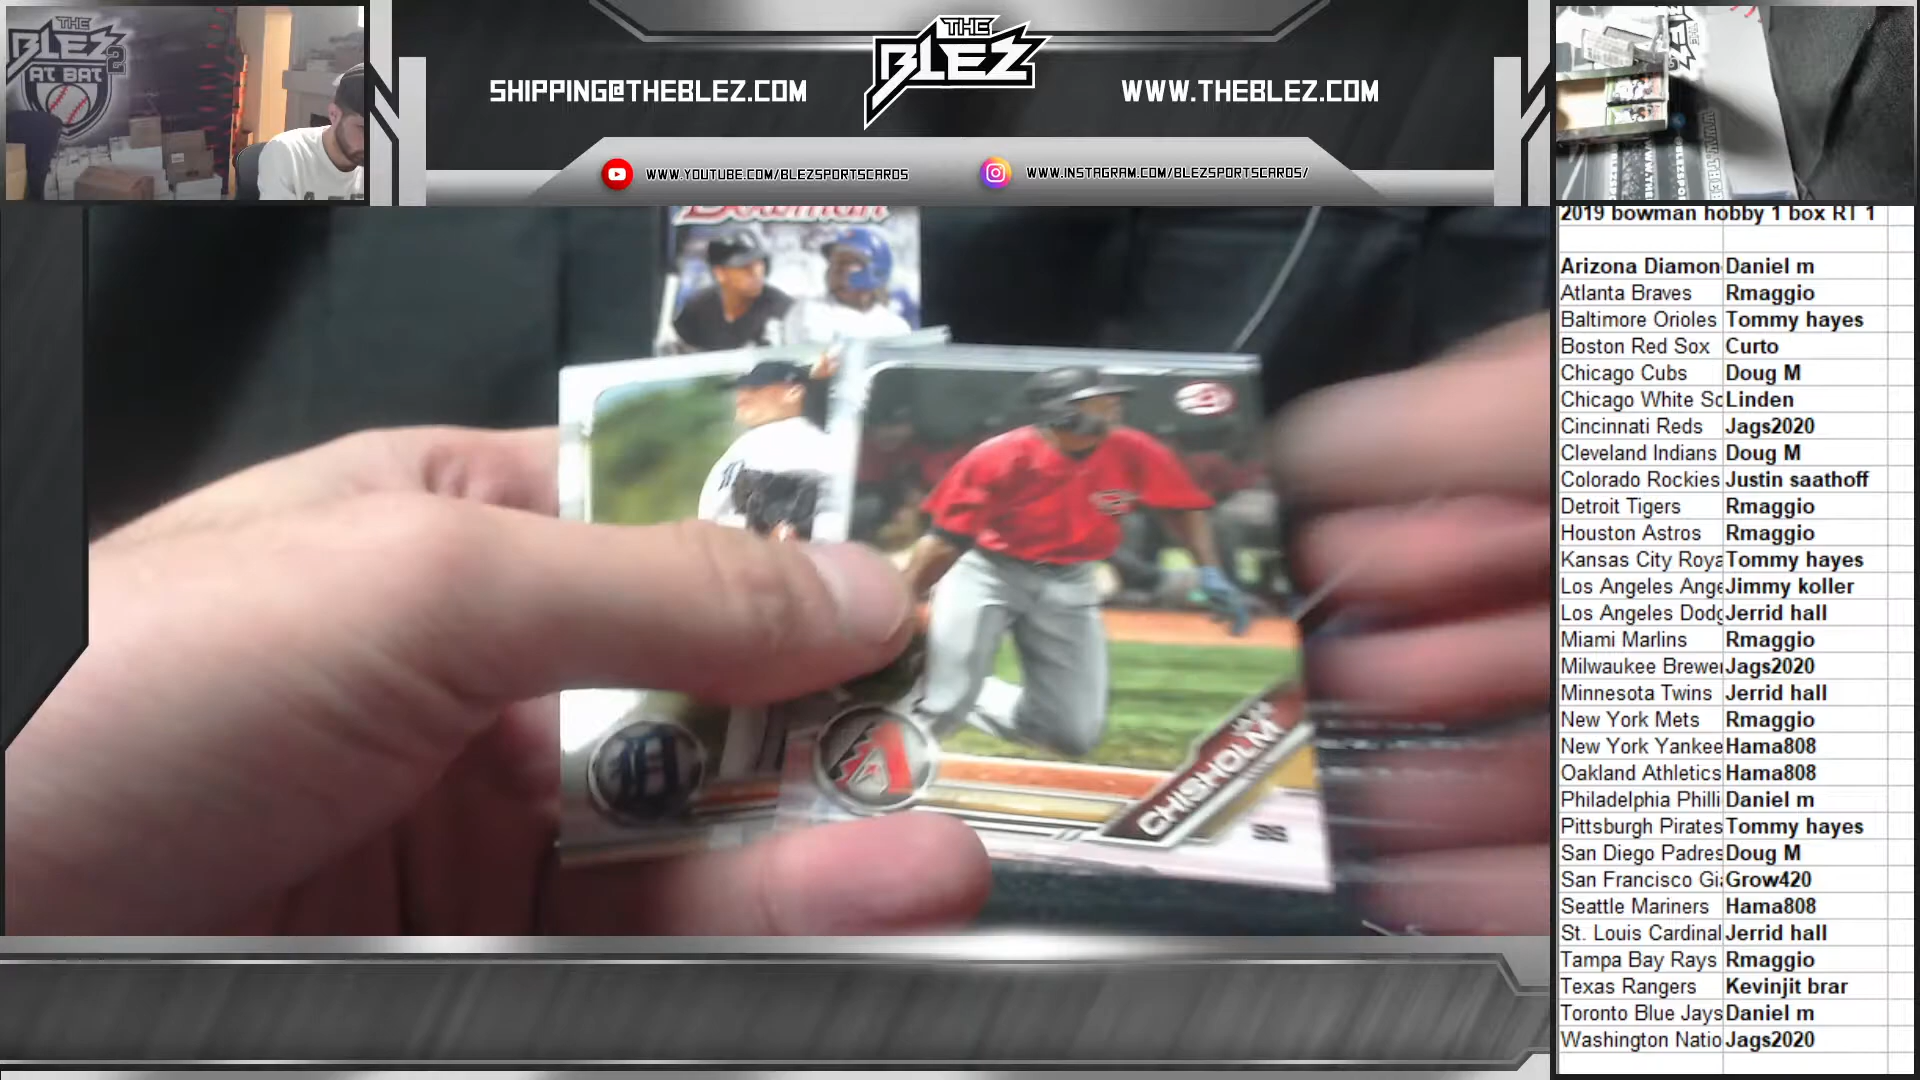 THE
BLEZ 2
AT BAT
SHIPPING@THEBLEZ.COM
THE
BLEZ
WWW.THEBLEZ.COM
WWW.YOUTUBE.COM/BLEZSPORTSCARDS
WWW.INSTAGRAM.COM/BLEZSPORTSCARDS/
Bowman
D
A
CHISHOLM
SS
2019 bowman hobby 1 box RT 1
Arizona Diamon Daniel m
Atlanta Braves Rmaggio
Baltimore Orioles Tommy hayes
Boston Red Sox Curto
Chicago Cubs Doug M
Chicago White So Linden
Cincinnati Reds Jags2020
Cleveland Indians Doug M
Colorado Rockies Justin saathoff
Detroit Tigers Rmaggio
Houston Astros Rmaggio
Kansas City Roya Tommy hayes
Los Angeles Ange Jimmy koller
Los Angeles Dodg Jerrid hall
Miami Marlins Rmaggio
Milwaukee Brewer Jags2020
Minnesota Twins Jerrid hall
New York Mets Rmaggio
New York Yankee Hama808
Oakland Athletics Hama808
Philadelphia Philli Daniel m
Pittsburgh Pirates Tommy hayes
San Diego Padres Doug M
San Francisco Gi Grow420
Seattle Mariners Hama808
St. Louis Cardinal Jerrid hall
Tampa Bay Rays Rmaggio
Texas Rangers Kevinjit brar
Toronto Blue Jays Daniel m
Washington Natio Jags2020